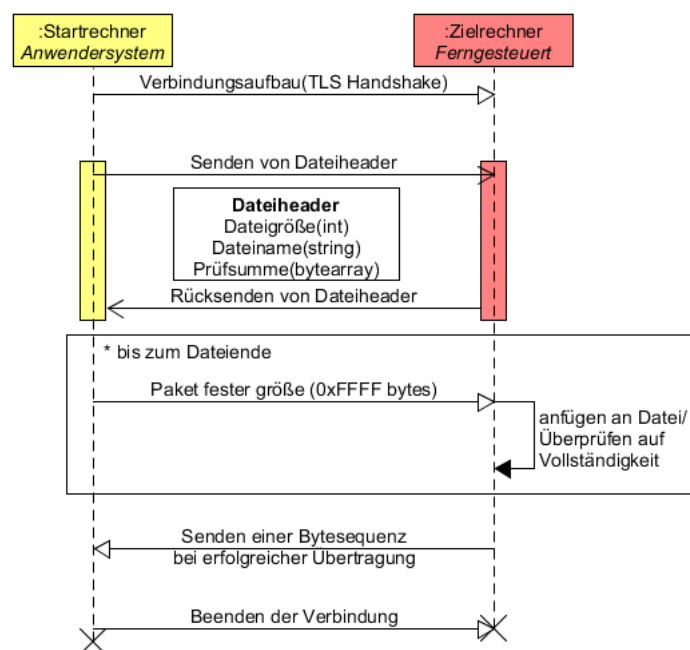 :Startrechner
Anwendersystem
:Zielrechner
Ferngesteuert
Verbindungsaufbau(TLS Handshake)
Senden von Dateiheader
Dateiheader
Dateigröße(int)
Dateiname(string)
Prüfsumme(bytearray)
Rücksenden von Dateiheader
* bis zum Dateiende
Paket fester größe (0xFFFF bytes)
anfügen an Datei/
Überprüfen auf
Vollständigkeit
Senden einer Bytesequenz
bei erfolgreicher Übertragung
Beenden der Verbindung